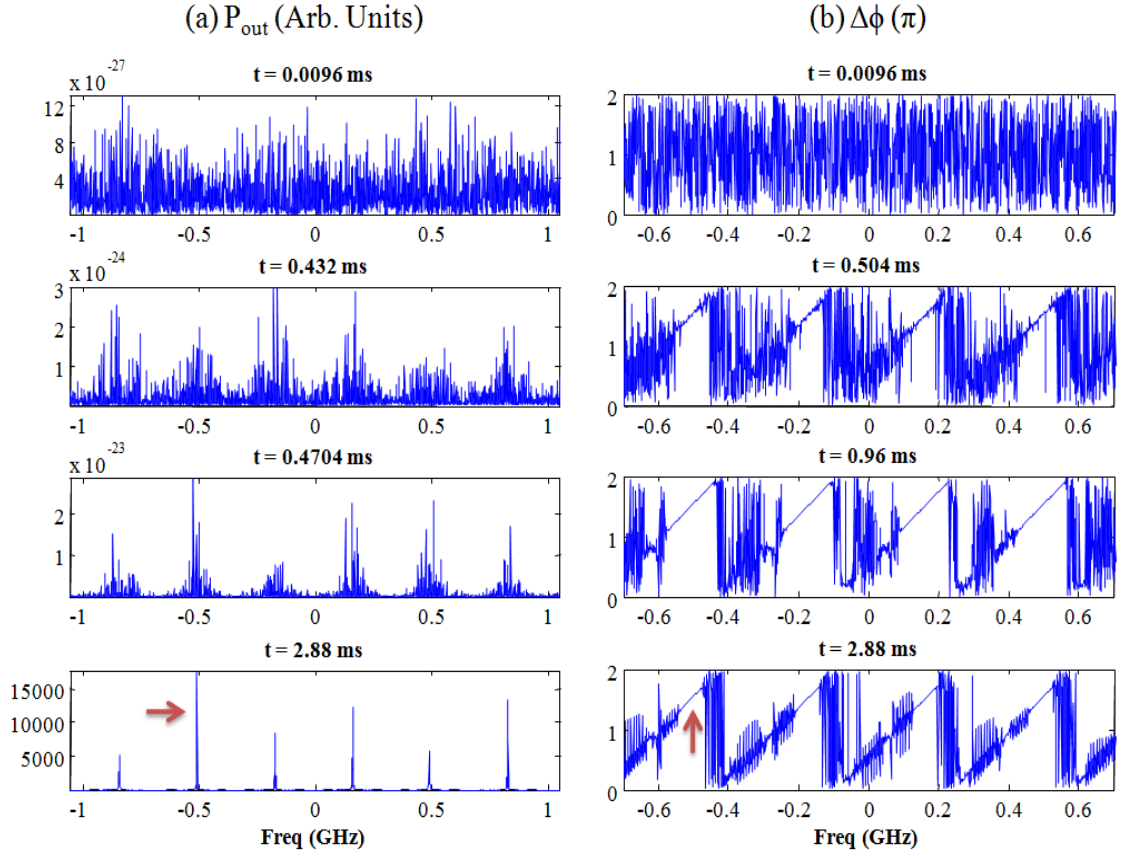 (a) P_out (Arb. Units)
(b) Δϕ (π)
x 10^-27
t = 0.0096 ms
12
8
4
-1 -0.5 0 0.5 1
t = 0.0096 ms
2
1
0
-0.6 -0.4 -0.2 0 0.2 0.4 0.6
x 10^-24
t = 0.432 ms
3
2
1
-1 -0.5 0 0.5 1
t = 0.504 ms
2
1
0
-0.6 -0.4 -0.2 0 0.2 0.4 0.6
x 10^-23
t = 0.4704 ms
2
1
-1 -0.5 0 0.5 1
t = 0.96 ms
2
1
0
-0.6 -0.4 -0.2 0 0.2 0.4 0.6
t = 2.88 ms
15000
10000
5000
-1 -0.5 0 0.5 1
Freq (GHz)
t = 2.88 ms
2
1
0
-0.6 -0.4 -0.2 0 0.2 0.4 0.6
Freq (GHz)